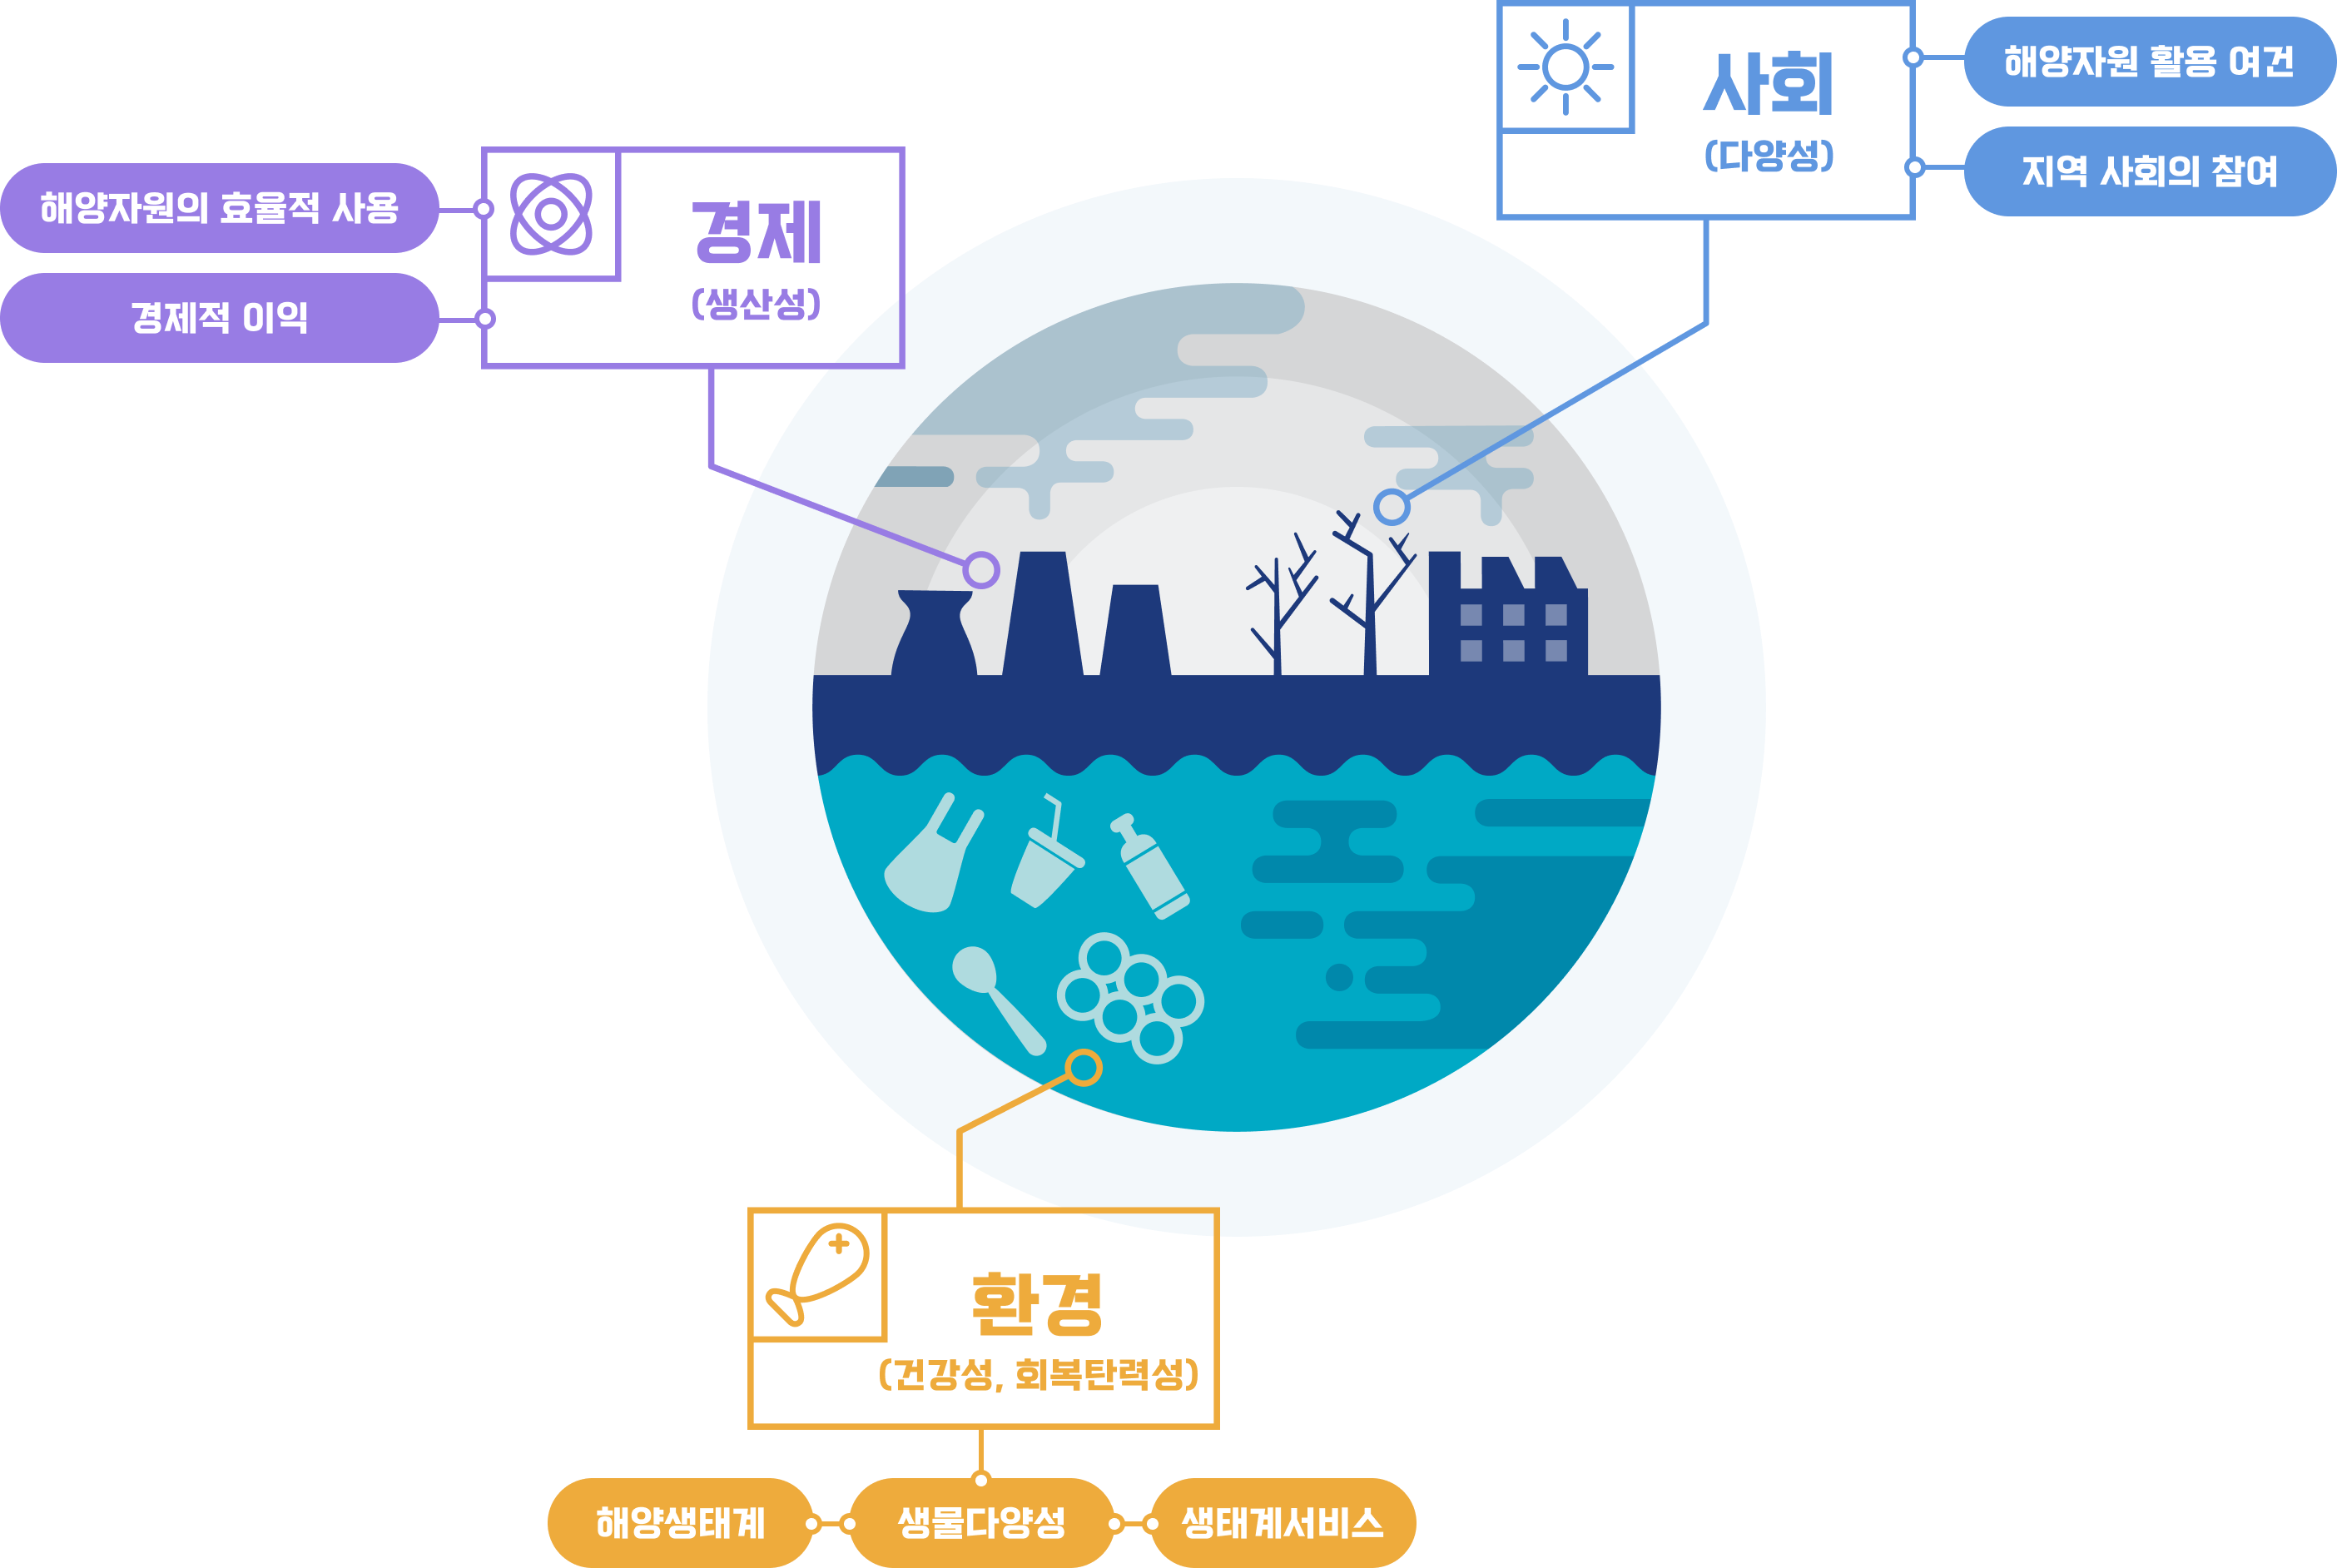 사회
(다양성)
해양자원 활용 여건
지역 사회의 참여
경제
(생산성)
해양자원의 효율적 사용
경제적 이익
환경
(건강성, 회복탄력성)
해양생태계
생물다양성
생태계서비스